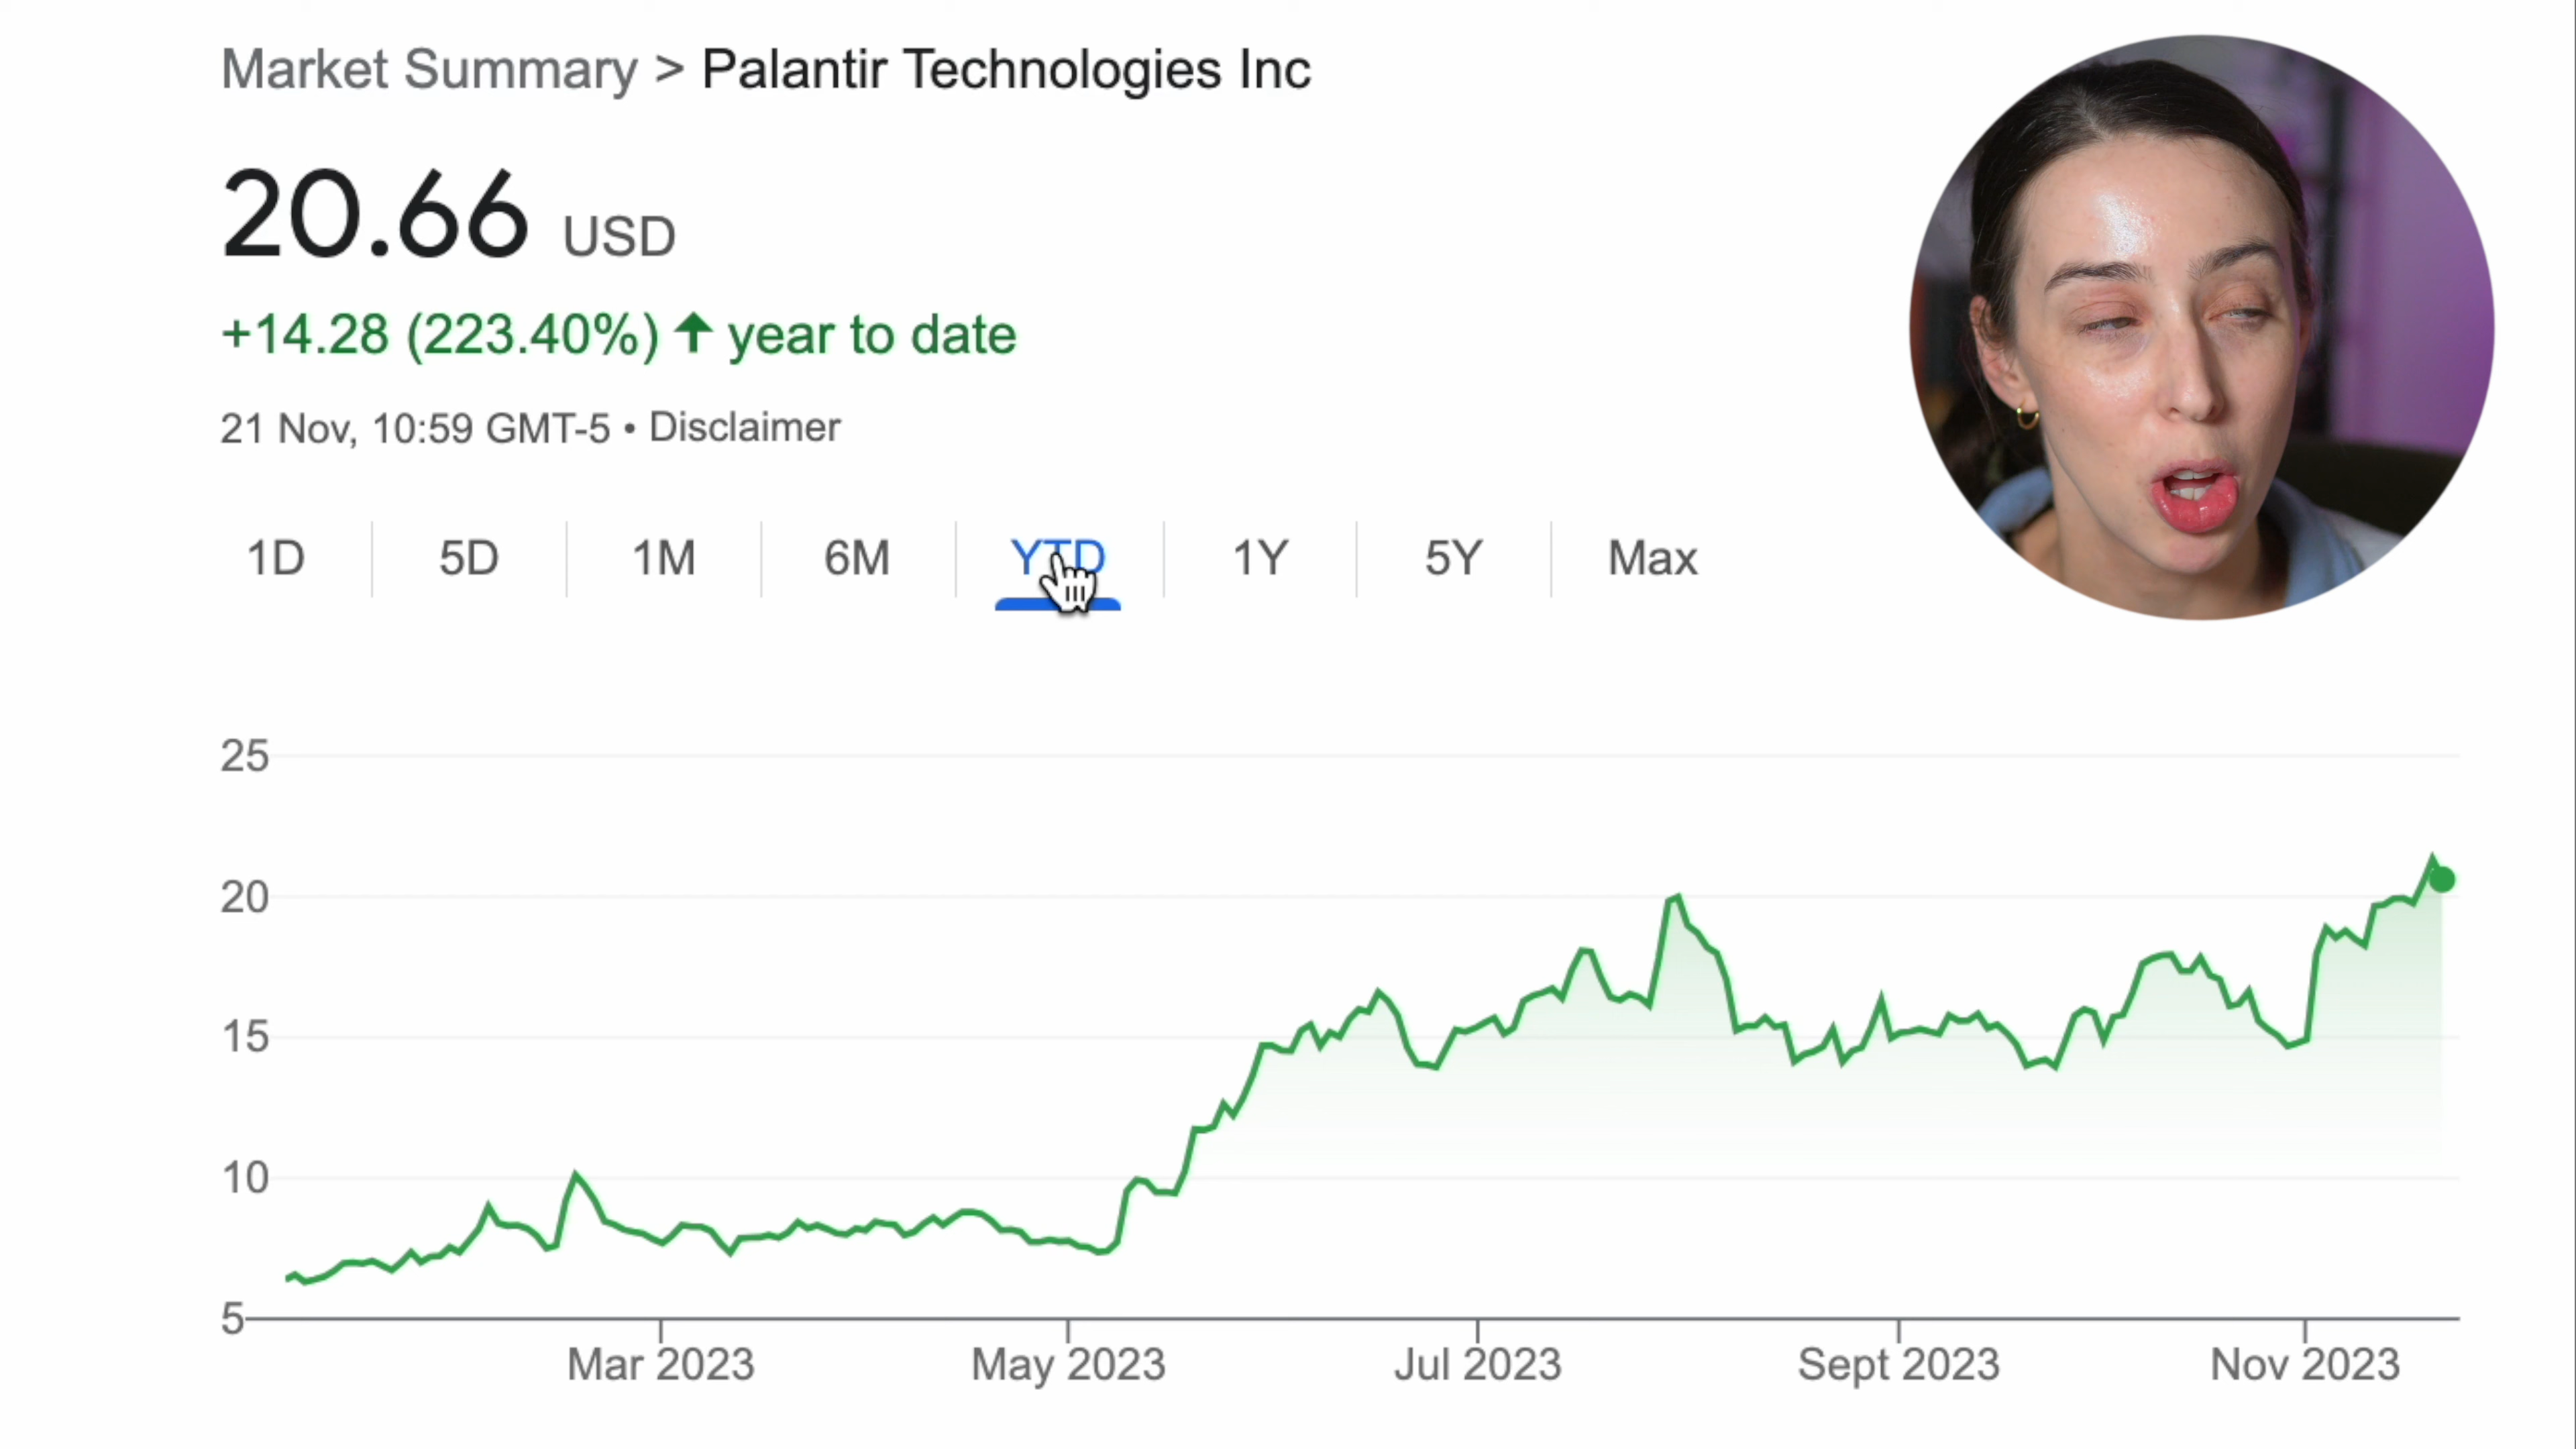 Market Summary > Palantir Technologies Inc
20.66 USD
+14.28 (223.40%) ↑ year to date
21 Nov, 10:59 GMT-5 • Disclaimer
1D 5D 1M 6M YTD 1Y 5Y Max
25
20
15
10
5
Mar 2023 May 2023 Jul 2023 Sept 2023 Nov 2023